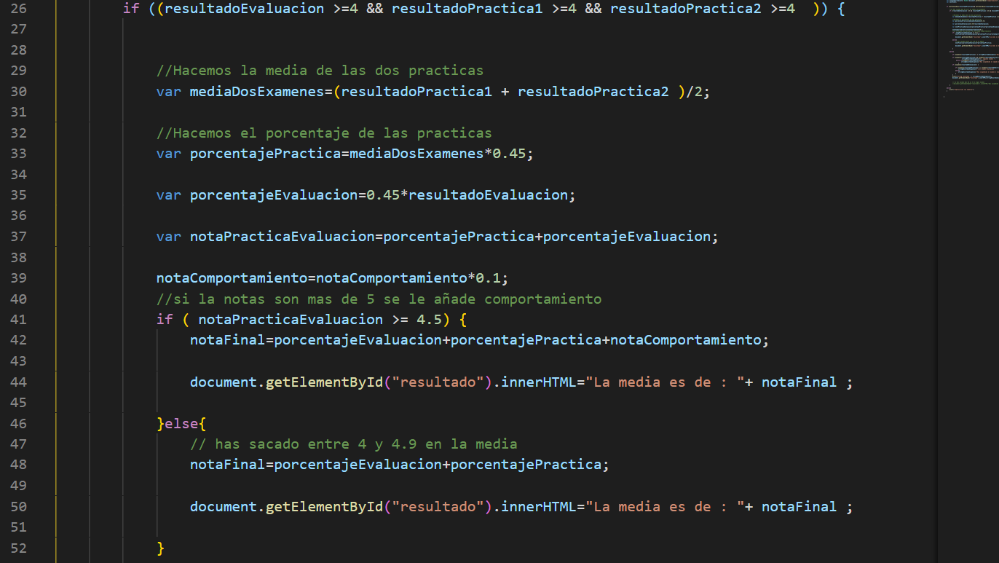 26 if ((resultadoEvaluacion >=4 && resultadoPractica1 >=4 && resultadoPractica2 >=4  )) {
27
28
29 //Hacemos la media de las dos practicas
30 var mediaDosExamenes=(resultadoPractica1 + resultadoPractica2 )/2;
31
32 //Hacemos el porcentaje de las practicas
33 var porcentajePractica=mediaDosExamenes*0.45;
34
35 var porcentajeEvaluacion=0.45*resultadoEvaluacion;
36
37 var notaPracticaEvaluacion=porcentajePractica+porcentajeEvaluacion;
38
39 notaComportamiento=notaComportamiento*0.1;
40 //si la notas son mas de 5 se le añade comportamiento
41 if ( notaPracticaEvaluacion >= 4.5) {
42 notaFinal=porcentajeEvaluacion+porcentajePractica+notaComportamiento;
43
44 document.getElementById("resultado").innerHTML="La media es de : "+ notaFinal ;
45
46 }else{
47 // has sacado entre 4 y 4.9 en la media
48 notaFinal=porcentajeEvaluacion+porcentajePractica;
49
50 document.getElementById("resultado").innerHTML="La media es de : "+ notaFinal ;
51
52 }